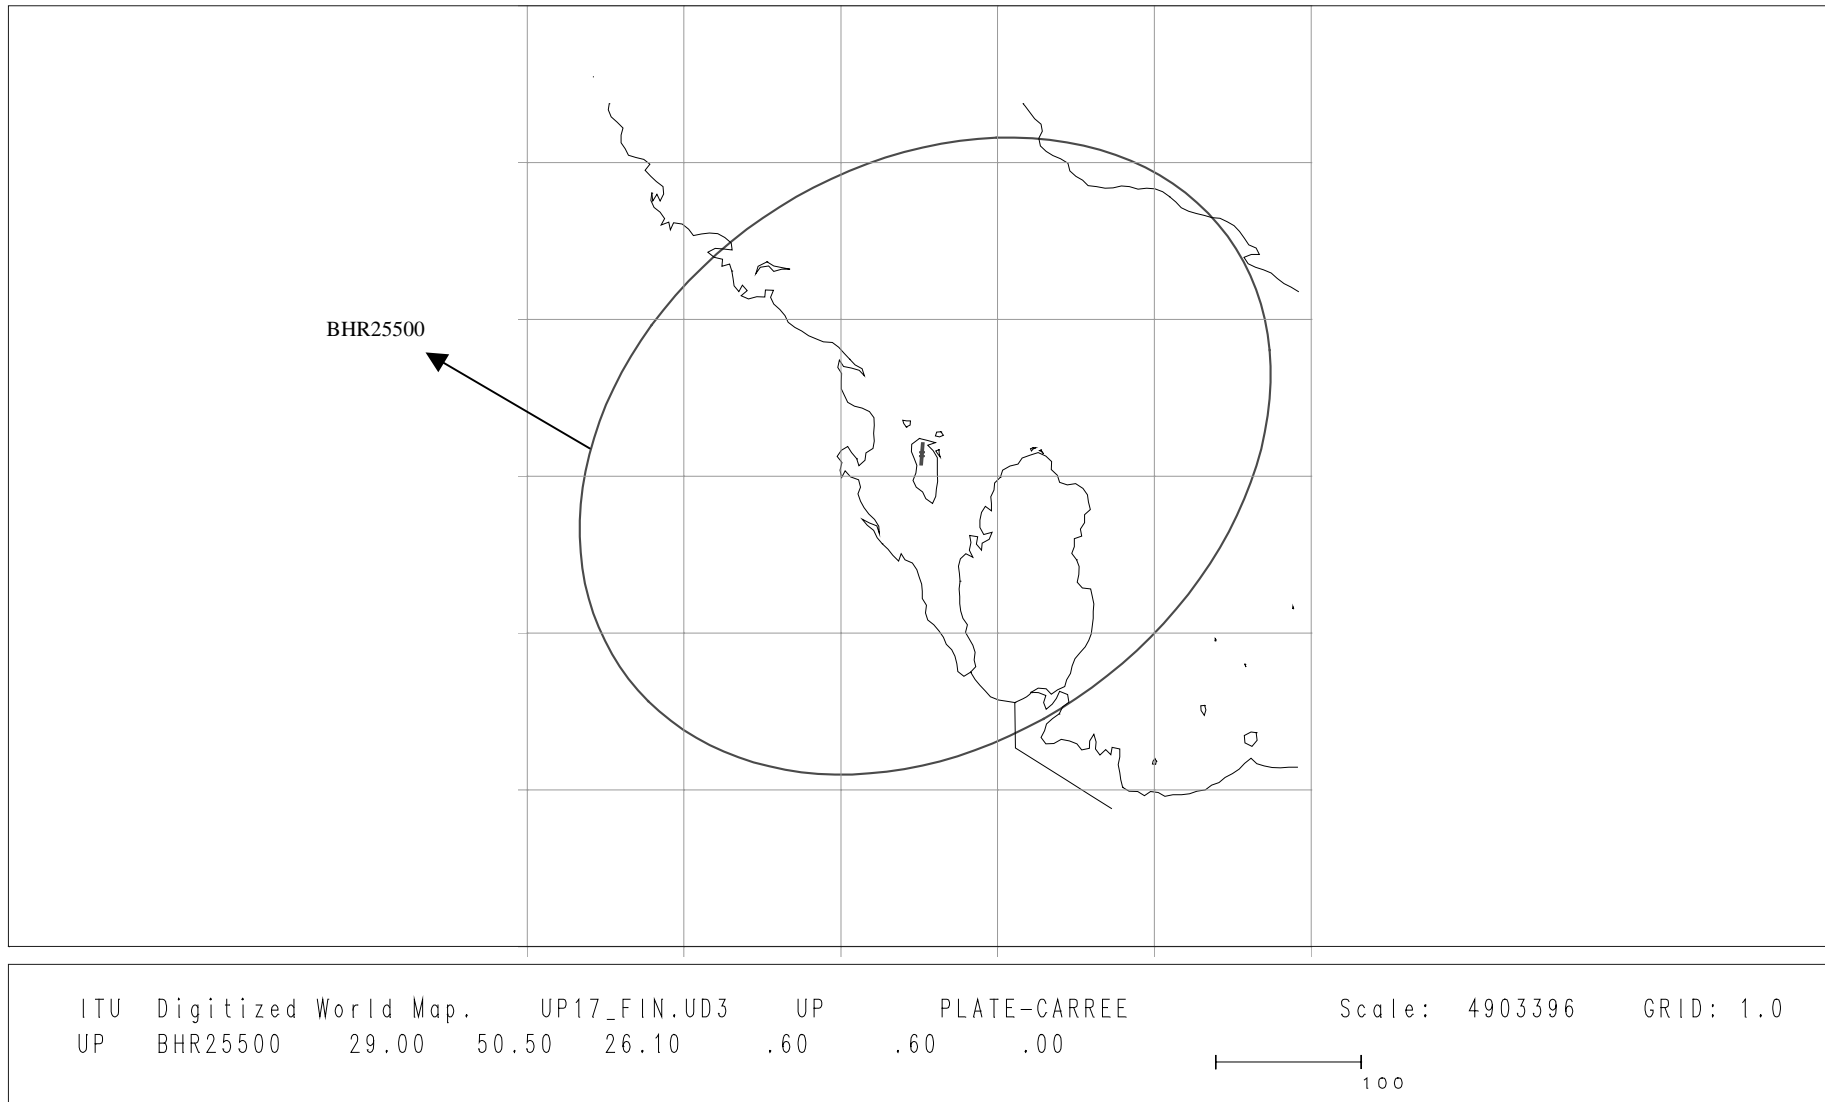 BHR25500
ITU Digitized World Map. UP17_FIN.UD3 UP PLATE-CARREE Scale: 4903396 GRID: 1.0
UP BHR25500 29.00 50.50 26.10 .60 .60 .00
100